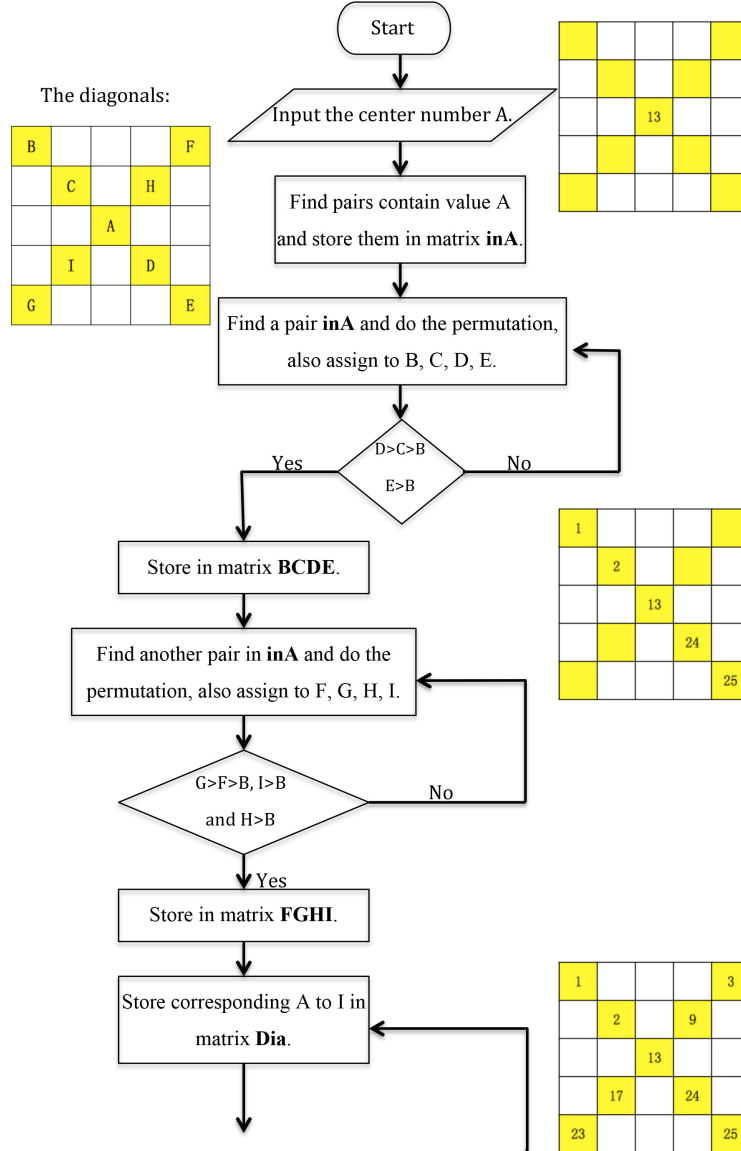 Start
Input the center number A.
13
The diagonals:
B F
C H
A
I D
G E
Find pairs contain value A
and store them in matrix inA.
Find a pair inA and do the permutation,
also assign to B, C, D, E.
D>C>B
E>B
Yes
No
Store in matrix BCDE.
1
2
13
24
25
Find another pair in inA and do the
permutation, also assign to F, G, H, I.
G>F>B, I>B
and H>B
No
Yes
Store in matrix FGHI.
Store corresponding A to I in
matrix Dia.
1 3
2 9
13
17 24
23 25